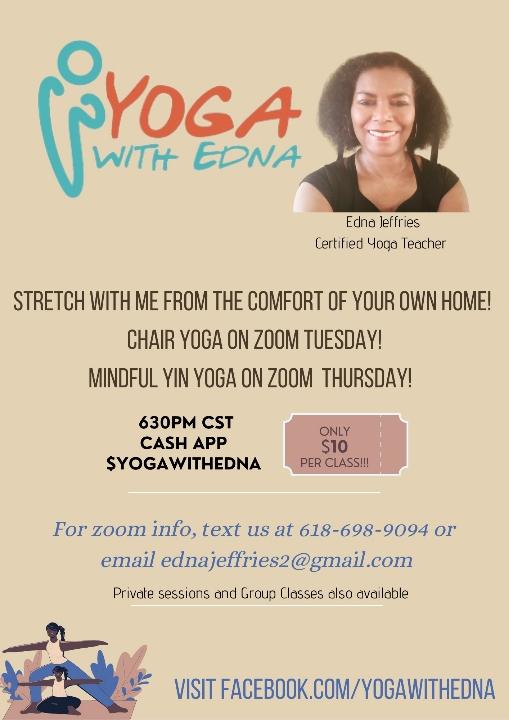 YOGA
WITH EDNA
Edna Jeffries
Certified Yoga Teacher
STRETCH WITH ME FROM THE COMFORT OF YOUR OWN HOME!
CHAIR YOGA ON ZOOM TUESDAY!
MINDFUL YIN YOGA ON ZOOM THURSDAY!
630PM CST
CASH APP
$YOGAWITHEDNA
ONLY
$10
PER CLASS!!!
For zoom info, text us at 618-698-9094 or
email ednajeffries2@gmail.com
Private sessions and Group Classes also available
VISIT FACEBOOK.COM/YOGAWITHEDNA